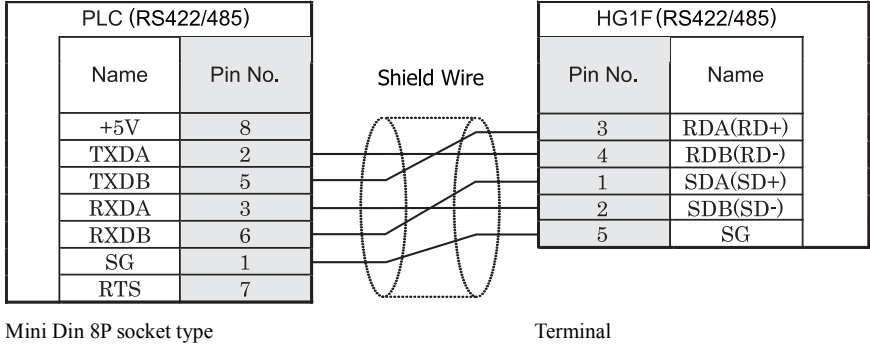 PLC (RS422/485) HG1F (RS422/485)
Name Pin No. Shield Wire Pin No. Name
+5V 8 3 RDA(RD+)
TXDA 2 4 RDB(RD-)
TXDB 5 1 SDA(SD+)
RXDA 3 2 SDB(SD-)
RXDB 6 5 SG
SG 1
RTS 7
Mini Din 8P socket type Terminal